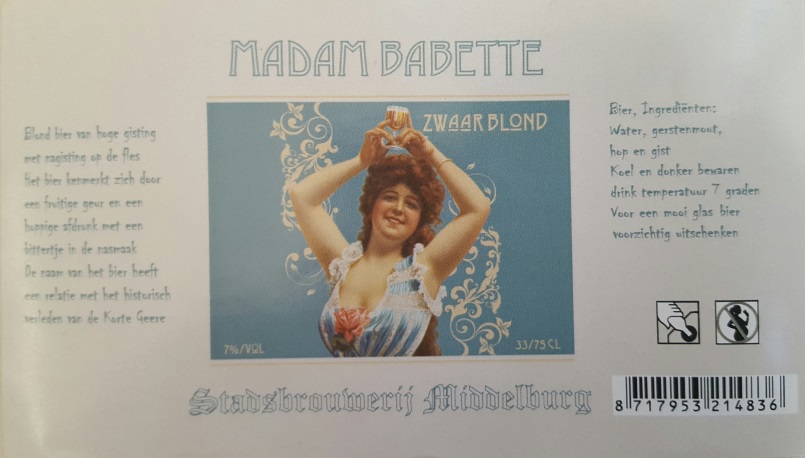 MADAM BABETTE
Blond bier van hoge gisting
met nagisting op de fles
Het bier kenmerkt zich door
een fruitige geur en een
hoppige afdronk met een
bittertje in de nasmaak
De naam van het bier heeft
een relatie met het historisch
verleden van de Korte Geere
ZWAAR BLOND
7%/VOL
33/75 CL
Bier, Ingrediënten:
Water, gerstenmout,
hop en gist
Koel en donker bewaren
drink temperatuur 7 graden
Voor een mooi glas bier
voorzichtig uitschenken
Stadsbrouwerij Middelburg
8 717953 214836